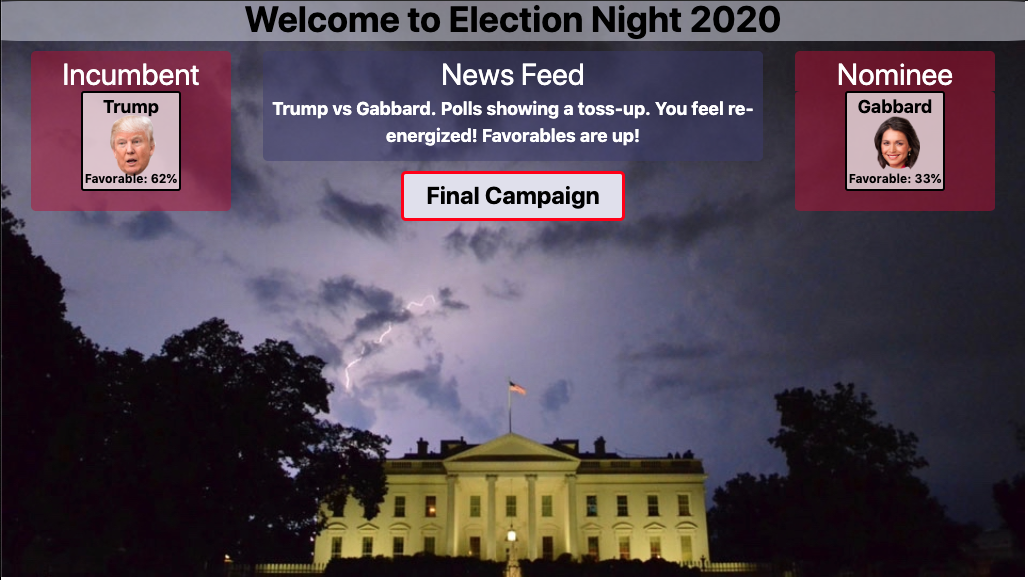 Welcome to Election Night 2020
Incumbent
Trump
Favorable: 62%
News Feed
Trump vs Gabbard. Polls showing a toss-up. You feel re-
energized! Favorables are up!
Final Campaign
Nominee
Gabbard
Favorable: 33%